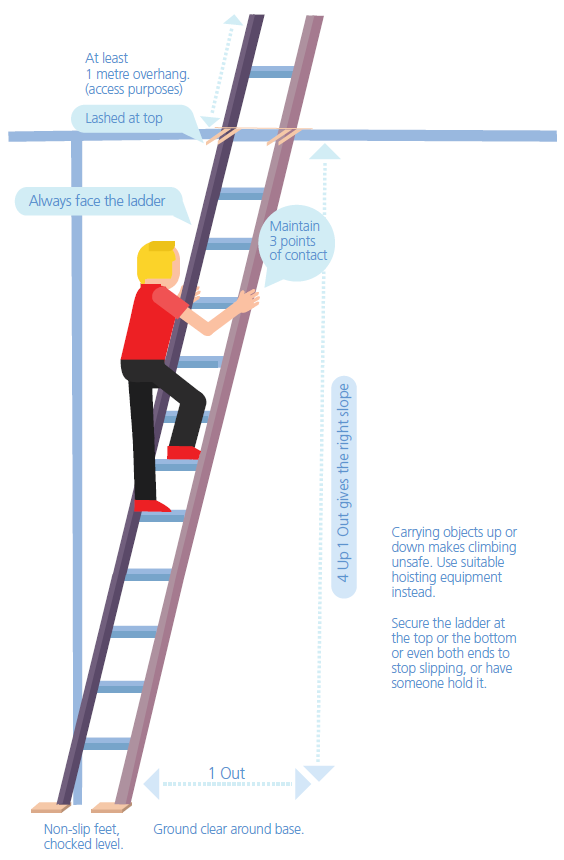 At least
1 metre overhang.
(access purposes)
Lashed at top
Always face the ladder
Maintain
3 points
of contact
4 Up 1 Out gives the right slope
Carrying objects up or
down makes climbing
unsafe. Use suitable
hoisting equipment
instead.
Secure the ladder at
the top or the bottom
or even both ends to
stop slipping, or have
someone hold it.
1 Out
Non-slip feet,
chocked level.
Ground clear around base.